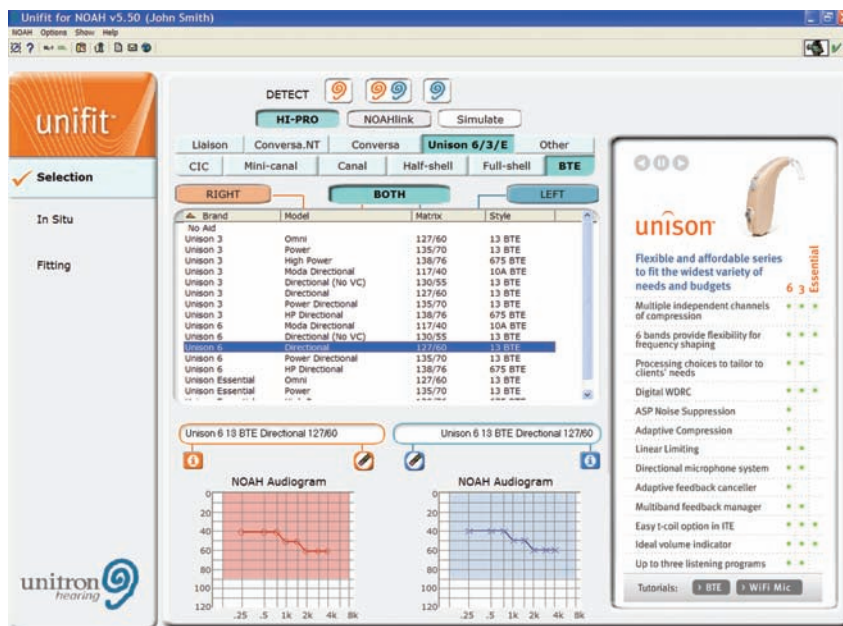 Unifit for NOAH v5.50 (John Smith)
NOAH Options Show Help
unifit
Selection
In Situ
Fitting
unitron
hearing
DETECT
HI-PRO NOAHlink Simulate
Liaison Conversa.NT Conversa Unison 6/3/E Other
CIC Mini-canal Canal Half-shell Full-shell BTE
RIGHT BOTH LEFT
Brand Model Matrix Style
No Aid
Unison 3 Omni 127/60 13 BTE
Unison 3 Power 135/70 13 BTE
Unison 3 High Power 138/76 675 BTE
Unison 3 Moda Directional 117/40 10A BTE
Unison 3 Directional (No VC) 130/55 13 BTE
Unison 3 Directional 127/60 13 BTE
Unison 3 Power Directional 135/70 13 BTE
Unison 3 HP Directional 138/76 675 BTE
Unison 6 Moda Directional 117/40 10A BTE
Unison 6 Directional (No VC) 130/55 13 BTE
Unison 6 Directional 127/60 13 BTE
Unison 6 Power Directional 135/70 13 BTE
Unison 6 HP Directional 138/76 675 BTE
Unison Essential Omni 127/60 13 BTE
Unison Essential Power 135/70 13 BTE
Unison 6 13 BTE Directional 127/60
Unison 6 13 BTE Directional 127/60
NOAH Audiogram
0
20
40
60
80
100
120
.25 .5 1k 2k 4k 8k
NOAH Audiogram
0
20
40
60
80
100
120
.25 .5 1k 2k 4k 8k
unison
Flexible and affordable series
to fit the widest variety of
needs and budgets
6 3 Essential
Multiple independent channels
of compression
6 bands provide flexibility for
frequency shaping
Processing choices to tailor to
clients' needs
Digital WDRC
ASP Noise Suppression
Adaptive Compression
Linear Limiting
Directional microphone system
Adaptive feedback canceller
Multiband feedback manager
Easy t-coil option in ITE
Ideal volume indicator
Up to three listening programs
Tutorials: BTE WiFi Mic